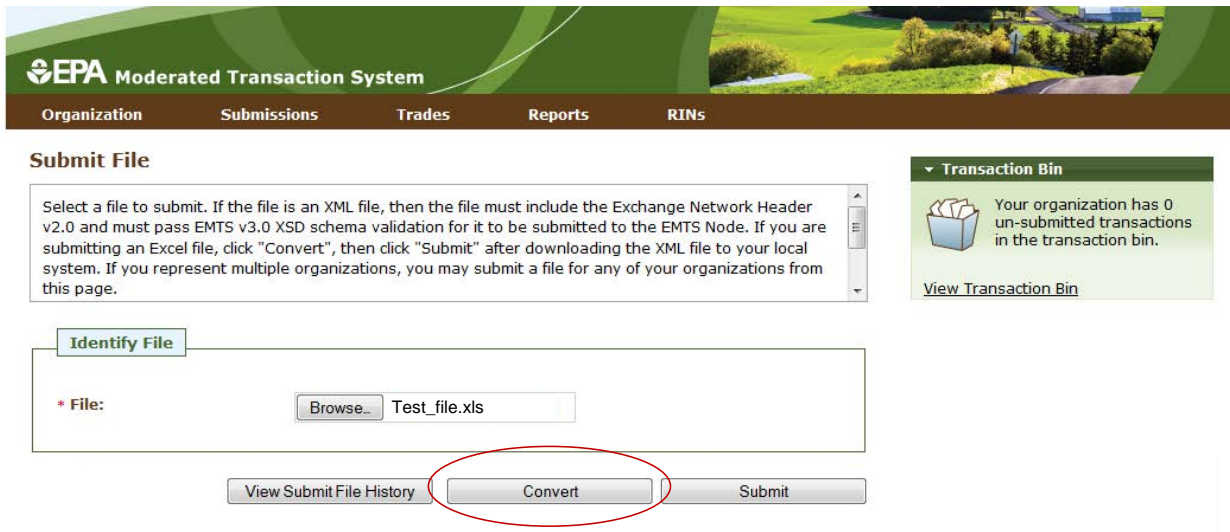 EPA Moderated Transaction System
Organization Submissions Trades Reports RINs
Submit File
Select a file to submit. If the file is an XML file, then the file must include the Exchange Network Header
v2.0 and must pass EMTS v3.0 XSD schema validation for it to be submitted to the EMTS Node. If you are
submitting an Excel file, click "Convert", then click "Submit" after downloading the XML file to your local
system. If you represent multiple organizations, you may submit a file for any of your organizations from
this page.
Transaction Bin
Your organization has 0
un-submitted transactions
in the transaction bin.
View Transaction Bin
Identify File
* File: Browse... Test_file.xls
View Submit File History Convert Submit